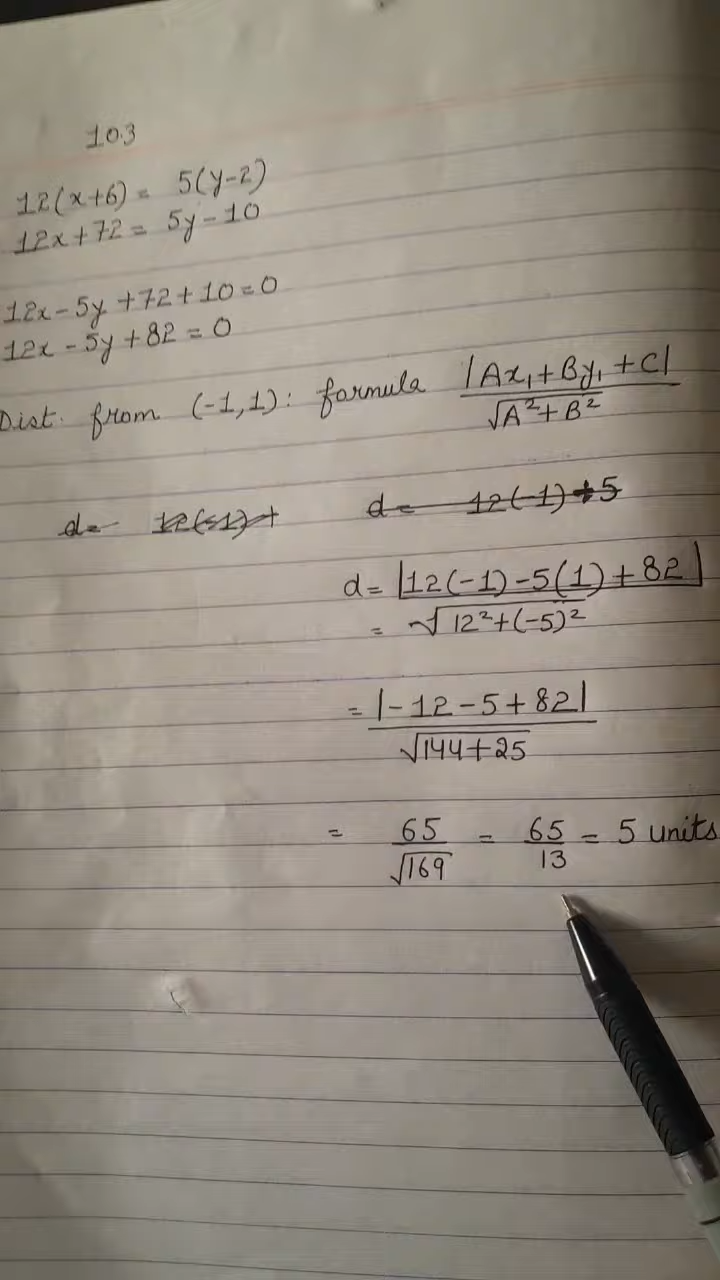 10.3
12(x+6) = 5(y-2)
12x+72 = 5y-10
12x-5y+72+10=0
12x-5y+82=0
Dist. from (-1,1): formula |Ax₁+By₁+C|
√A²+B²
d= 12(-1)+ d= 12(-1)+5
d= |12(-1)-5(1)+82|
= √12²+(-5)²
= |-12-5+82|
√144+25
= 65 = 65 = 5 units
√169 13